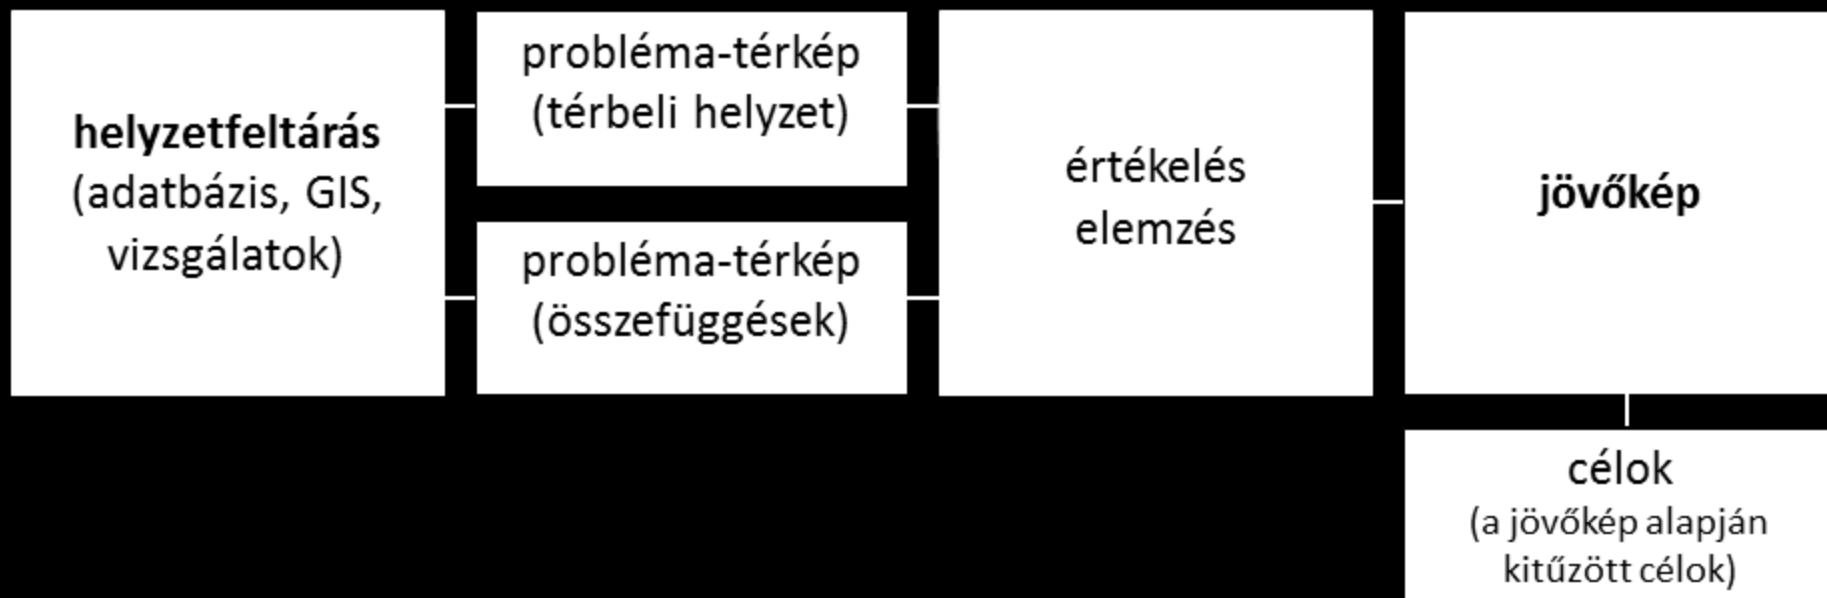 helyzetfeltárás
(adatbázis, GIS,
vizsgálatok)
probléma-térkép
(térbeli helyzet)
probléma-térkép
(összefüggések)
értékelés
elemzés
jövőkép
célok
(a jövőkép alapján
kitűzött célok)